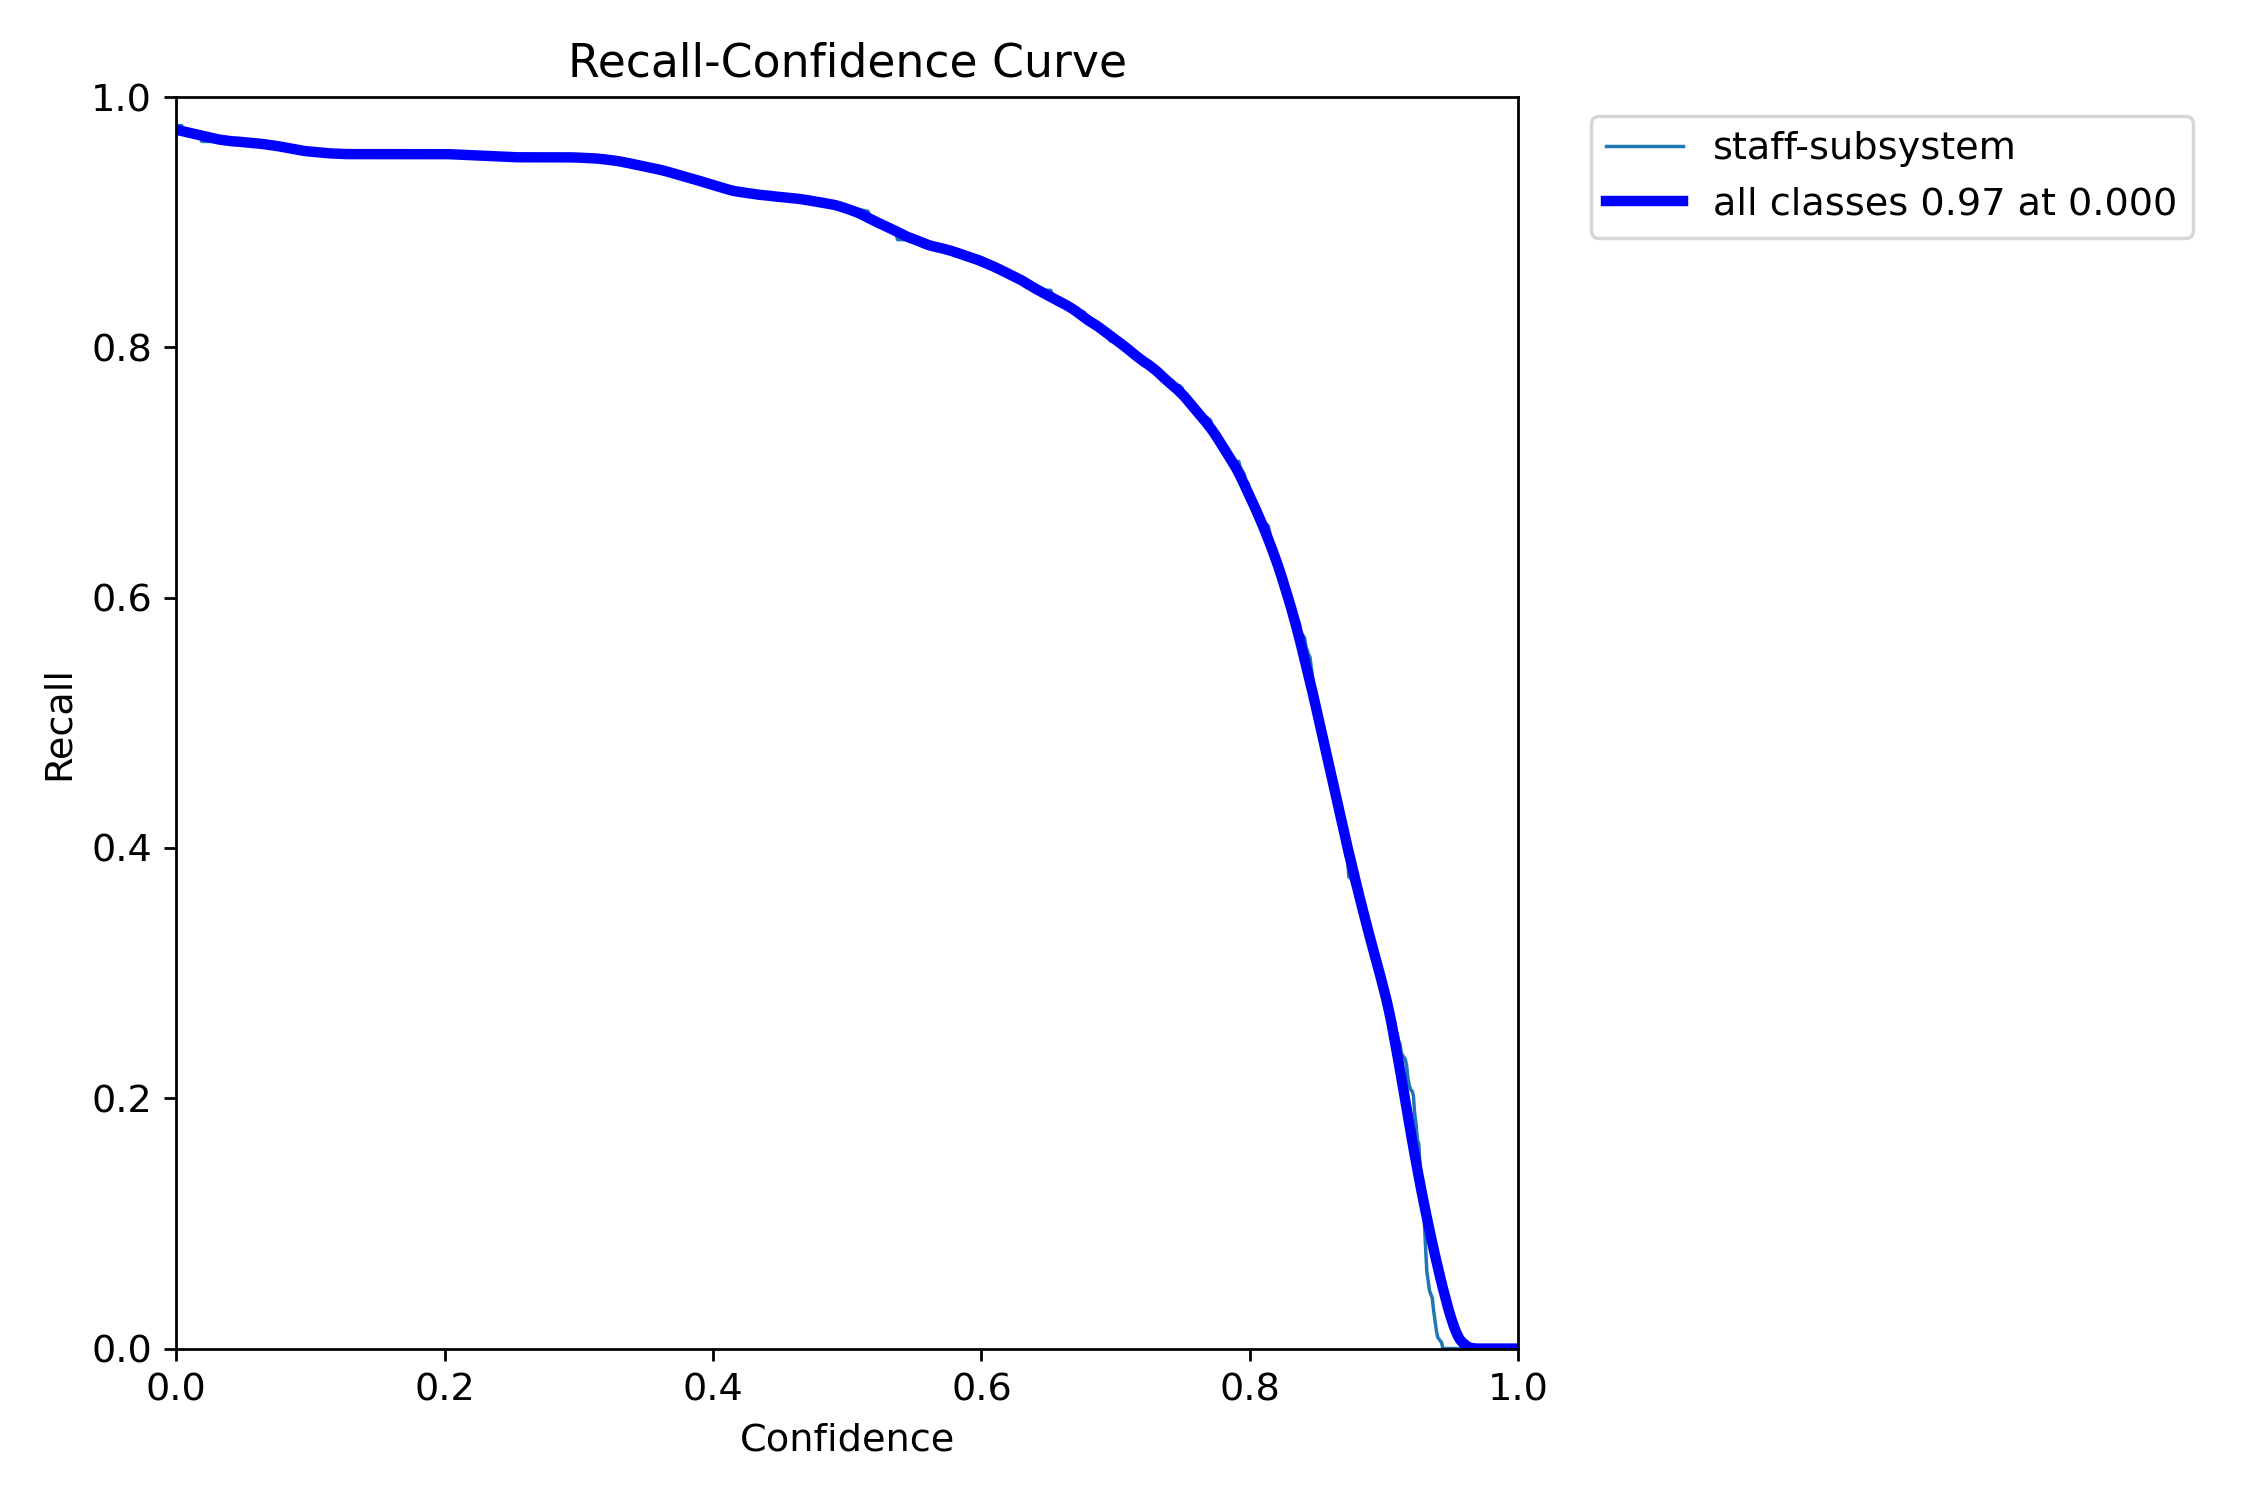 Recall-Confidence Curve
1.0
0.8
0.6
0.4
0.2
0.0
Recall
0.0 0.2 0.4 0.6 0.8 1.0
Confidence
staff-subsystem
all classes 0.97 at 0.000